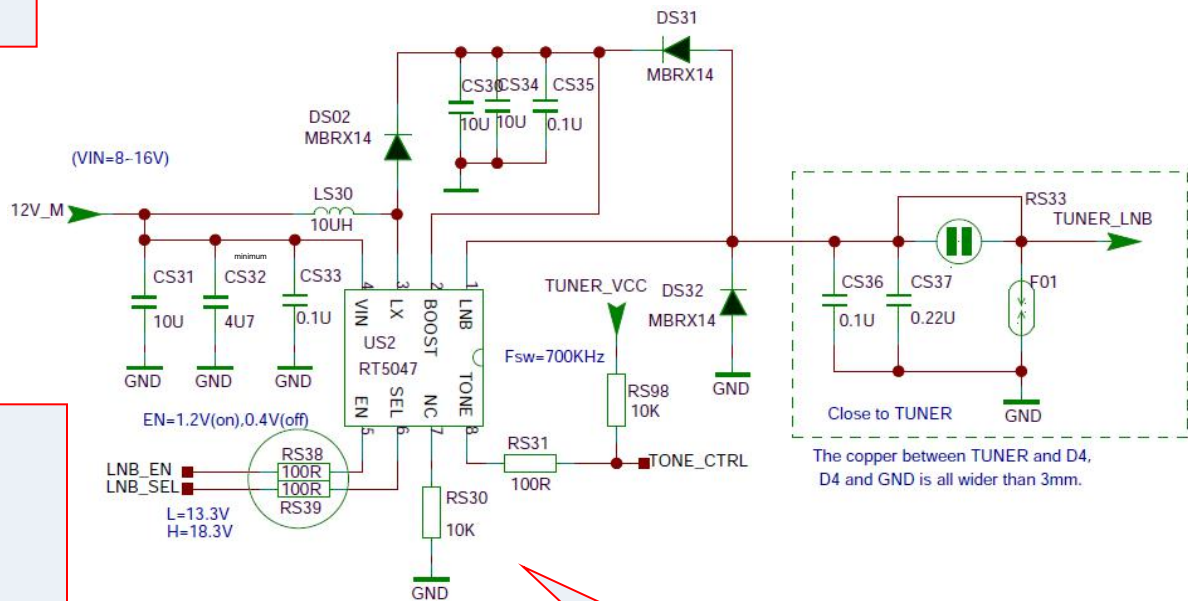 DS31
MBRX14
CS30
CS34
CS35
10U
10U
0.1U
DS02
MBRX14
(VIN=8~16V)
LS30
10UH
12V_M
RS33
TUNER_LNB
minimum
CS31
10U
CS32
4U7
CS33
0.1U
GND
GND
GND
4
3
2
1
VIN
LX
BOOST
LNB
US2
RT5047
EN
SEL
NC
TONE
5
6
7
8
TUNER_VCC
Fsw=700KHz
DS32
MBRX14
GND
CS36
0.1U
CS37
0.22U
F01
GND
Close to TUNER
The copper between TUNER and D4,
D4 and GND is all wider than 3mm.
RS98
10K
RS31
100R
TONE_CTRL
EN=1.2V(on),0.4V(off)
RS38
LNB_EN
100R
LNB_SEL
100R
RS39
L=13.3V
H=18.3V
RS30
10K
GND